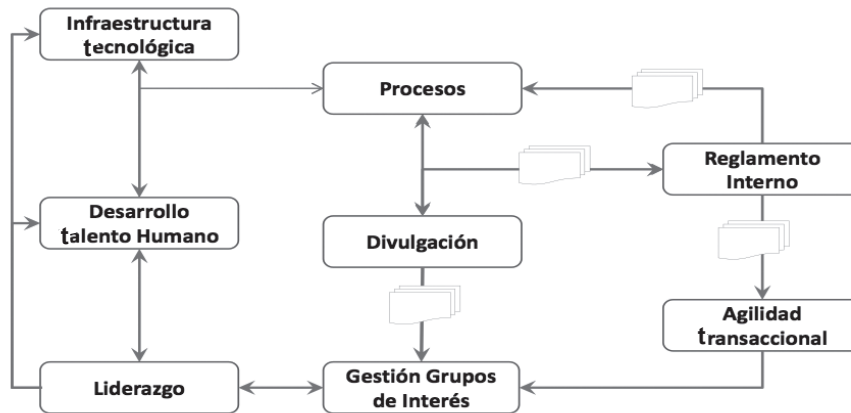 Infraestructura
tecnológica
Procesos
Reglamento
Interno
Desarrollo
talento Humano
Divulgación
Agilidad
transaccional
Liderazgo
Gestión Grupos
de Interés